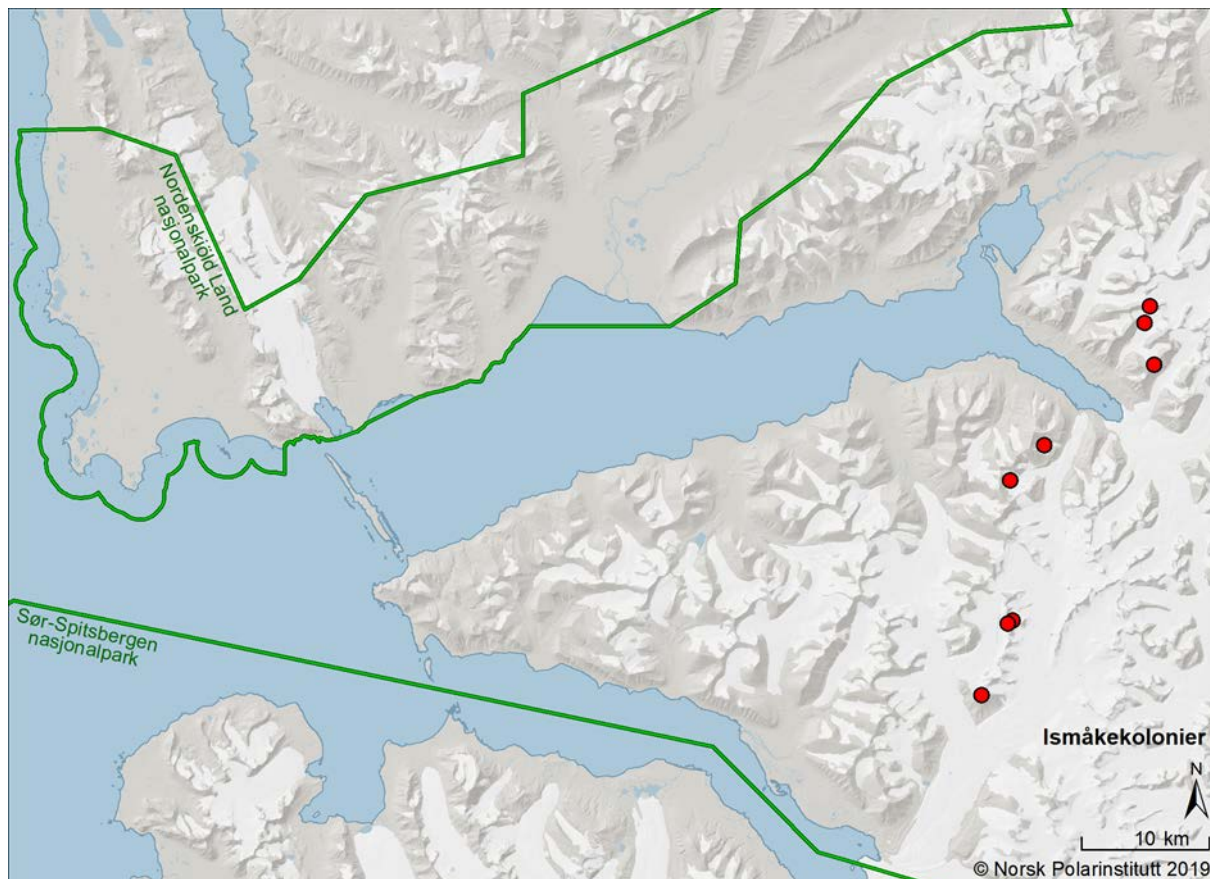 Nordenskiöld Land
nasjonalpark
Sør-Spitsbergen
nasjonalpark
Ismåkekolonier
N
10 km
© Norsk Polarinstitutt 2019